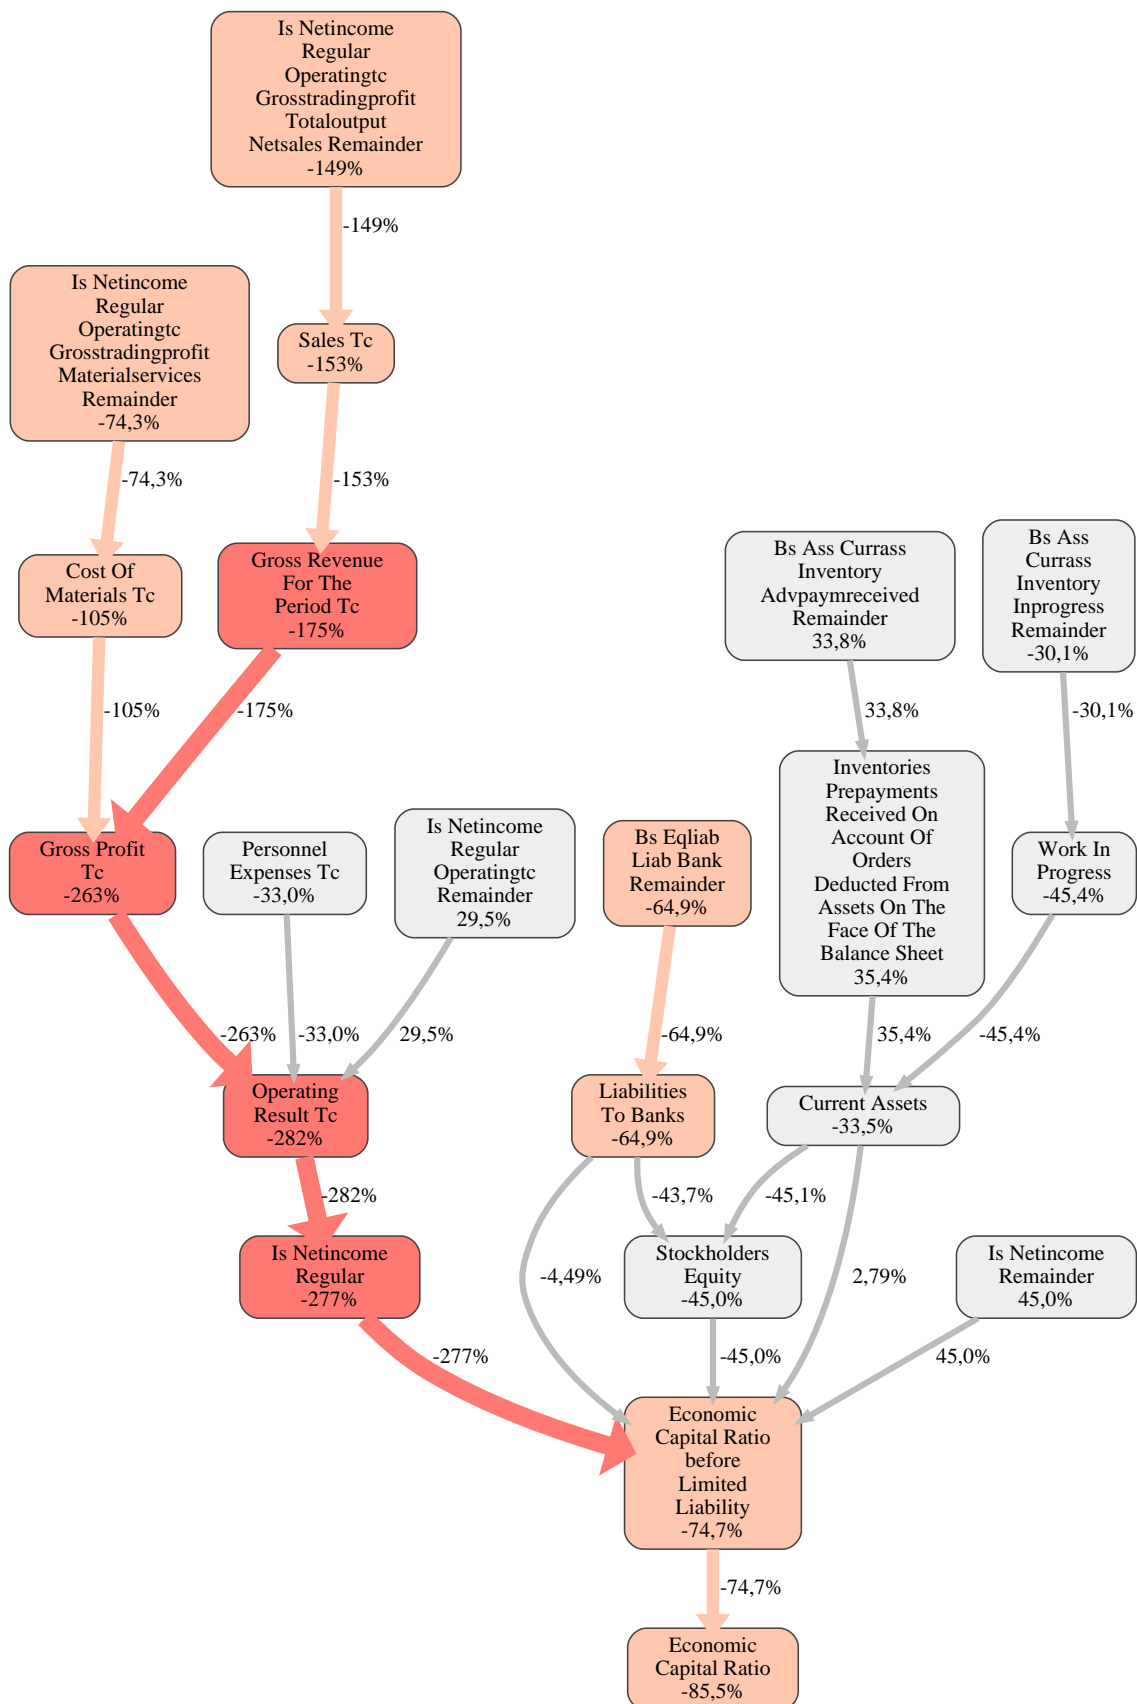 Is Netincome
Regular
Operatingtc
Grosstradingprofit
Totaloutput
Netsales Remainder
-149%
-149%
Is Netincome
Regular
Operatingtc
Grosstradingprofit
Materialservices
Remainder
-74,3%
Sales Tc
-153%
-74,3%
-153%
Cost Of
Materials Tc
-105%
Gross Revenue
For The
Period Tc
-175%
Bs Ass Currass
Inventory
Advpaymreceived
Remainder
33,8%
Bs Ass
Currass
Inventory
Inprogress
Remainder
-30,1%
-105%
-175%
33,8%
-30,1%
Inventories
Prepayments
Received On
Account Of
Orders
Deducted From
Assets On The
Face Of The
Balance Sheet
35,4%
Gross Profit
Tc
-263%
Personnel
Expenses Tc
-33,0%
Is Netincome
Regular
Operatingtc
Remainder
29,5%
Bs Eqliab
Liab Bank
Remainder
-64,9%
Work In
Progress
-45,4%
-263%
-33,0%
29,5%
-64,9%
35,4%
-45,4%
Operating
Result Tc
-282%
Liabilities
To Banks
-64,9%
Current Assets
-33,5%
-282%
-43,7%
-45,1%
Is Netincome
Regular
-277%
-4,49%
Stockholders
Equity
-45,0%
2,79%
Is Netincome
Remainder
45,0%
-277%
-45,0%
45,0%
Economic
Capital Ratio
before
Limited
Liability
-74,7%
-74,7%
Economic
Capital Ratio
-85,5%